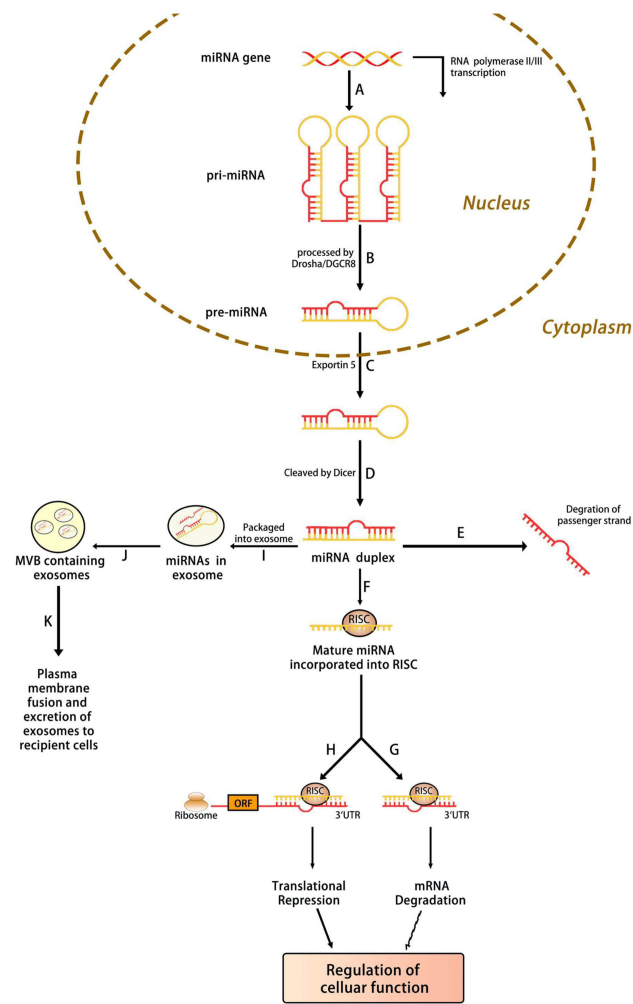 miRNA gene
RNA polymerase II/III
transcription
A
pri-miRNA
Nucleus
processed by
Drosha/DGCR8
B
pre-miRNA
Cytoplasm
Exportin 5
C
Cleaved by Dicer
D
Degration of
passenger strand
Packaged
into exosome
E
MVB containing
exosomes
J
miRNAs in
exosome
I
miRNA duplex
F
K
RISC
Mature miRNA
incorporated into RISC
Plasma
membrane
fusion and
excretion of
exosomes to
recipient cells
H
G
RISC
RISC
ORF
Ribosome
3'UTR
3'UTR
Translational
Repression
mRNA
Degradation
Regulation of
celluar function